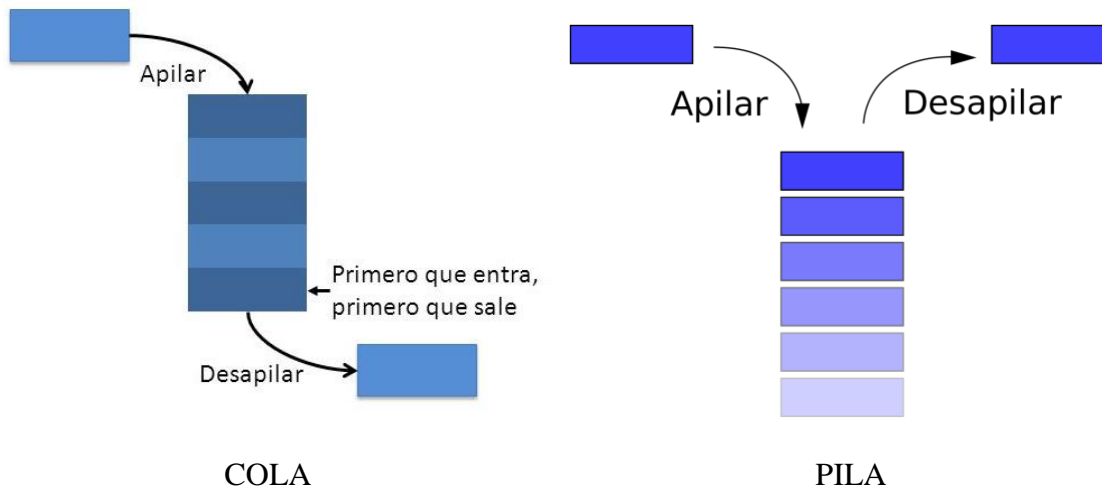 Apilar
Primero que entra,
primero que sale
Desapilar
COLA
Apilar
Desapilar
PILA